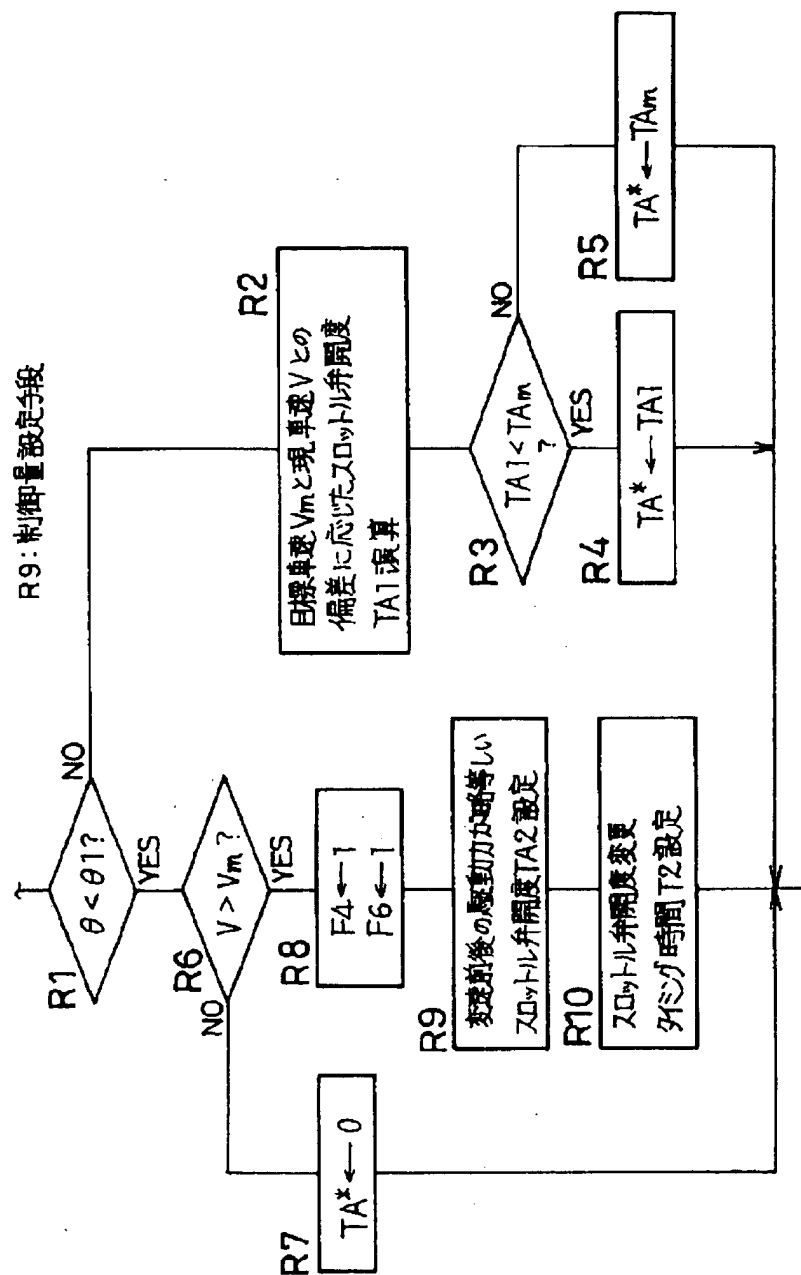 R9:制御量設定手段
R1
θ<θ1?
NO
YES
R6
V>Vm?
NO
YES
R7
TA*←0
R8
F4←1
F6←1
R9
変速前後の駆動力が略等しい
スロットル弁開度TA2設定
R10
スロットル弁開度変更
タイミング時間T2設定
R2
目標車速Vmと現車速Vとの
偏差に応じたスロットル弁開度
TA1演算
R3
TA1<TAm
?
NO
YES
R4
TA*←TA1
R5
TA*←TAm